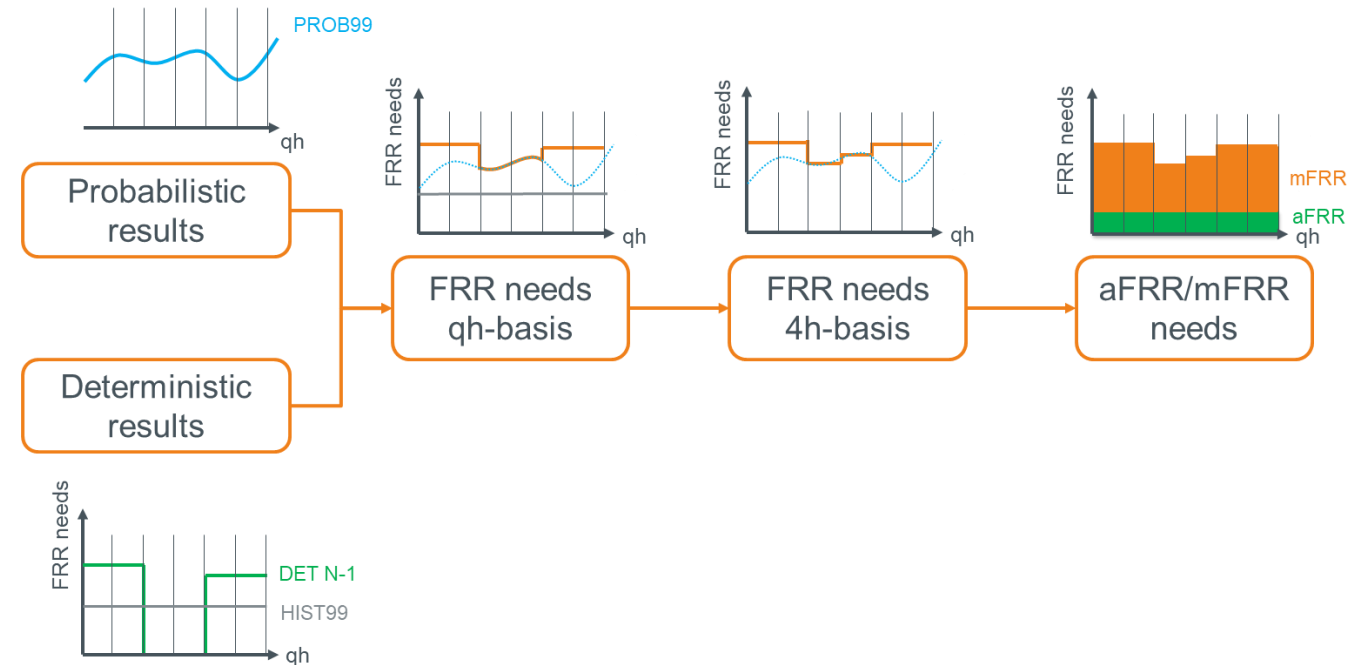 PROB99
qh
Probabilistic
results
FRR needs
qh
FRR needs
qh-basis
FRR needs
qh
FRR needs
4h-basis
FRR needs
mFRR
aFRR
qh
aFRR/mFRR
needs
Deterministic
results
FRR needs
DET N-1
HIST99
qh